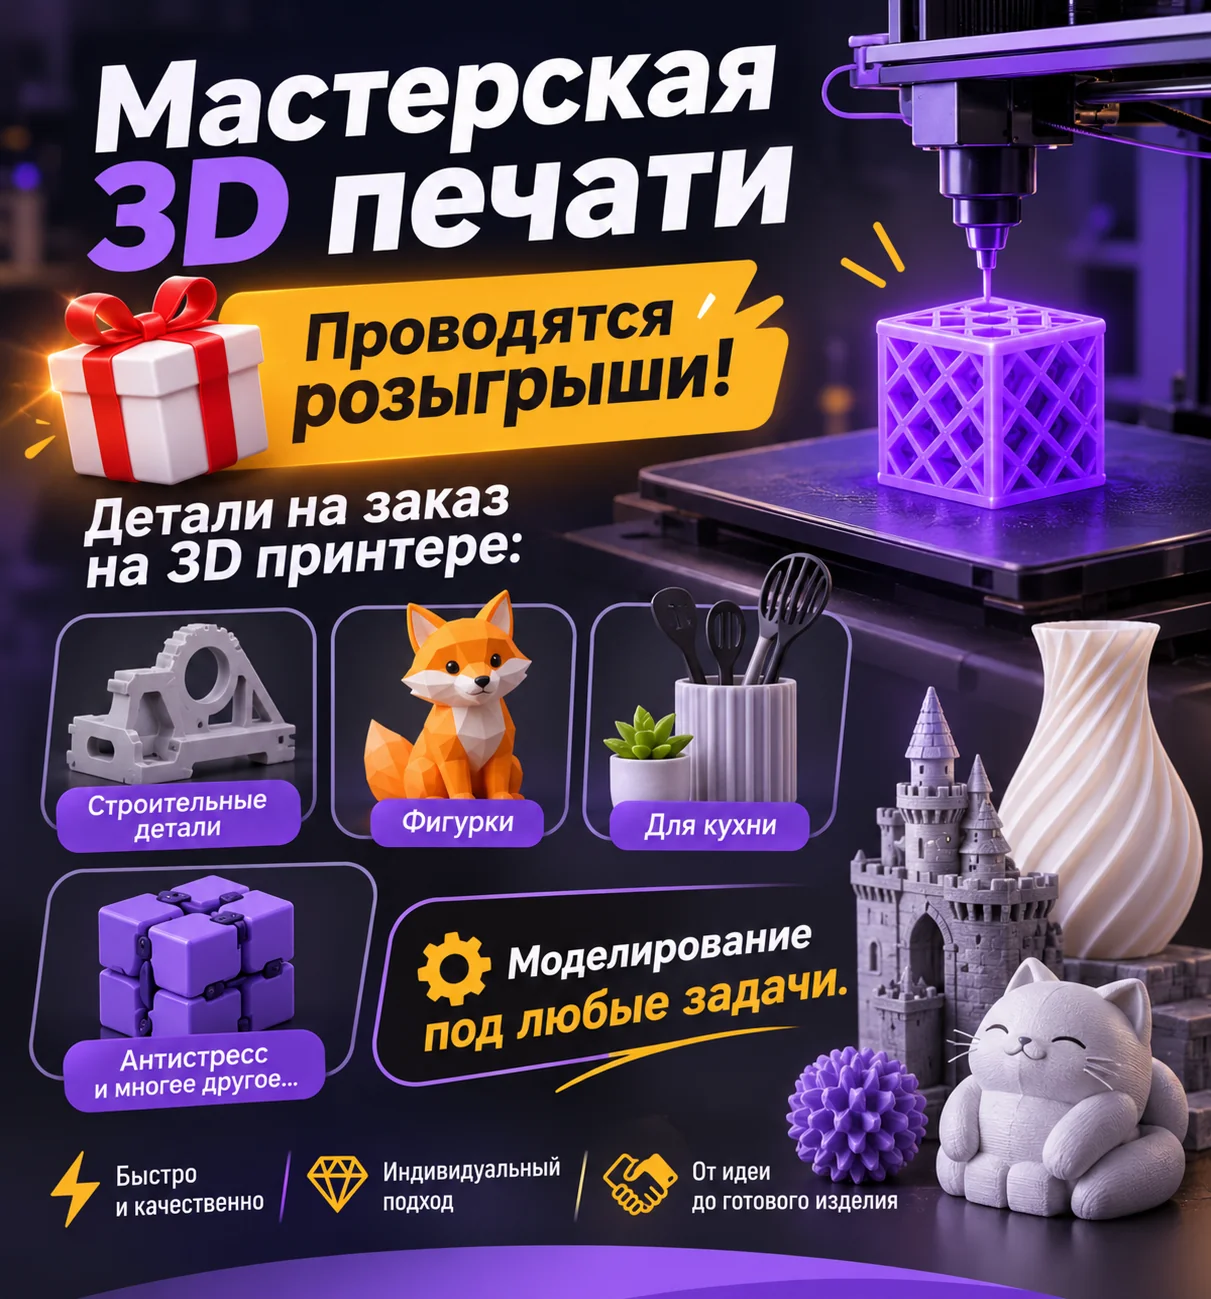 Мастерская
3D печати
Проводятся
розыгрыши!
Детали на заказ
на 3D принтере:
Строительные
детали
Фигурки
Для кухни
Антистресс
и многее другое...
Моделирование
под любые задачи.
Быстро
и качественно
Индивидуальный
подход
От идеи
до готового изделия